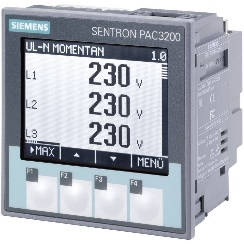 SIEMENS
SENTRON PAC3200
UL-N MOMENTAN 1.0
L1 230 V
L2 230 V
L3 230 V
▶MAX ▲ ▼ MENÜ
F1 F2 F3 F4